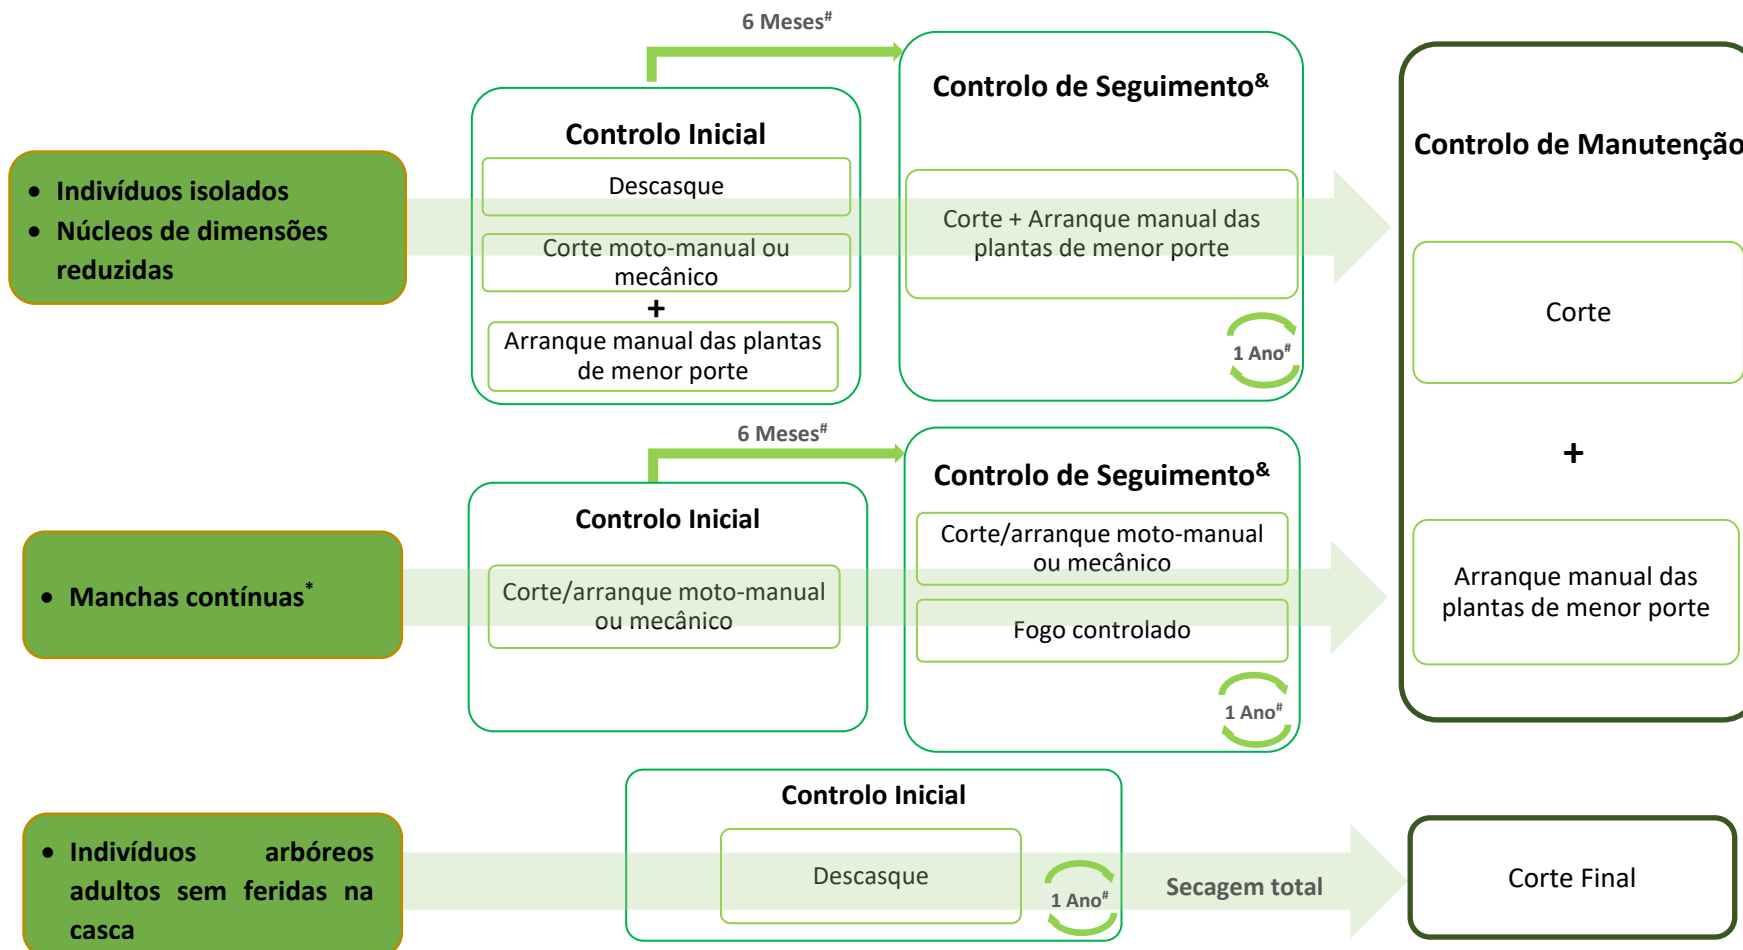 6 Meses#
Controlo de Seguimento&
Controlo Inicial
Controlo de Manutenção
• Indivíduos isolados
• Núcleos de dimensões
reduzidas
Descasque
Corte moto-manual ou
mecânico
+
Arranque manual das plantas
de menor porte
Corte + Arranque manual das
plantas de menor porte
1 Ano#
Corte
+
Arranque manual das
plantas de menor porte
6 Meses#
Controlo de Seguimento&
Controlo Inicial
• Manchas contínuas*
Corte/arranque moto-manual
ou mecânico
Corte/arranque moto-manual
ou mecânico
Fogo controlado
1 Ano#
Controlo Inicial
• Indivíduos arbóreos
adultos sem feridas na
casca
Descasque
1 Ano#
Secagem total
Corte Final